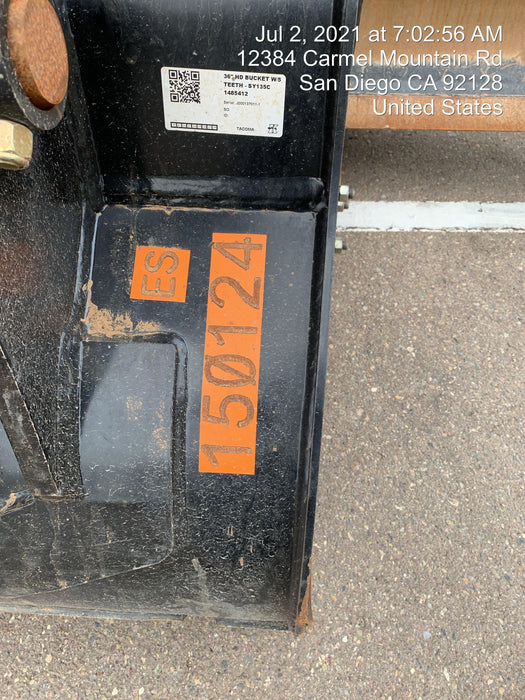 Jul 2, 2021 at 7:02:56 AM
12384 Carmel Mountain Rd
San Diego CA 92128
United States
36" HD BUCKET W/5
TEETH - SY135C
1485412
TACOMA
ES
150124